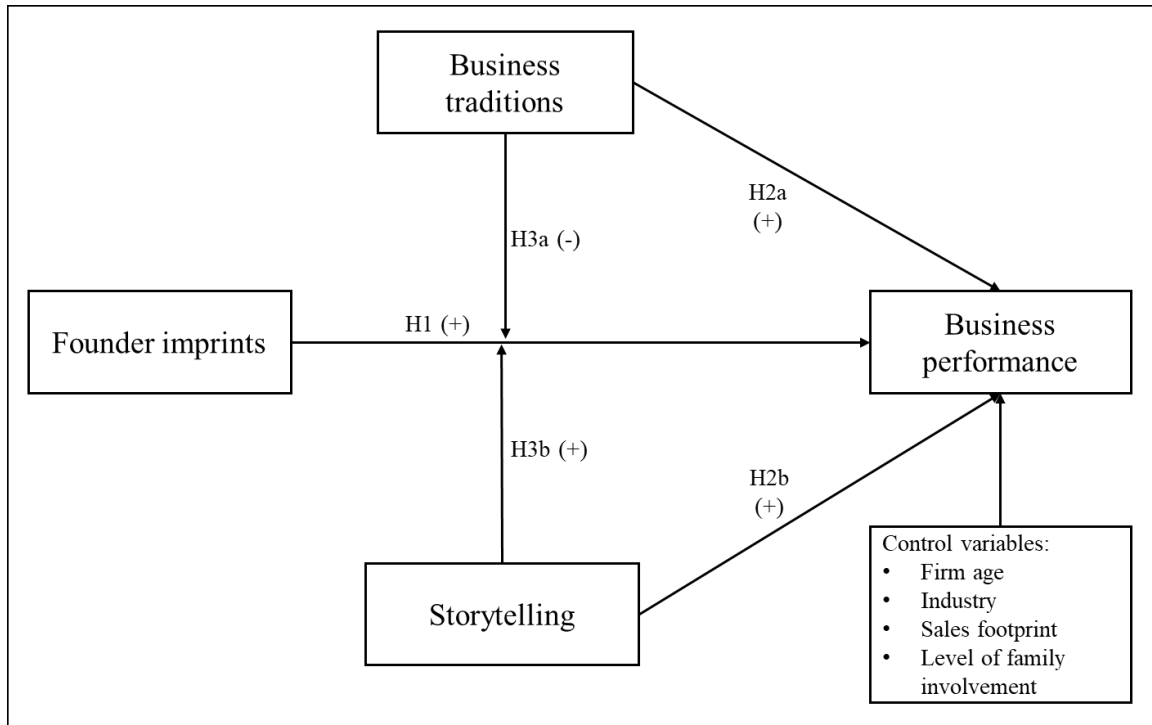 Business
traditions
H2a
(+)
H3a (-)
H1 (+)
Founder imprints
Business
performance
H3b (+)
H2b
(+)
Storytelling
Control variables:
• Firm age
• Industry
• Sales footprint
• Level of family
involvement